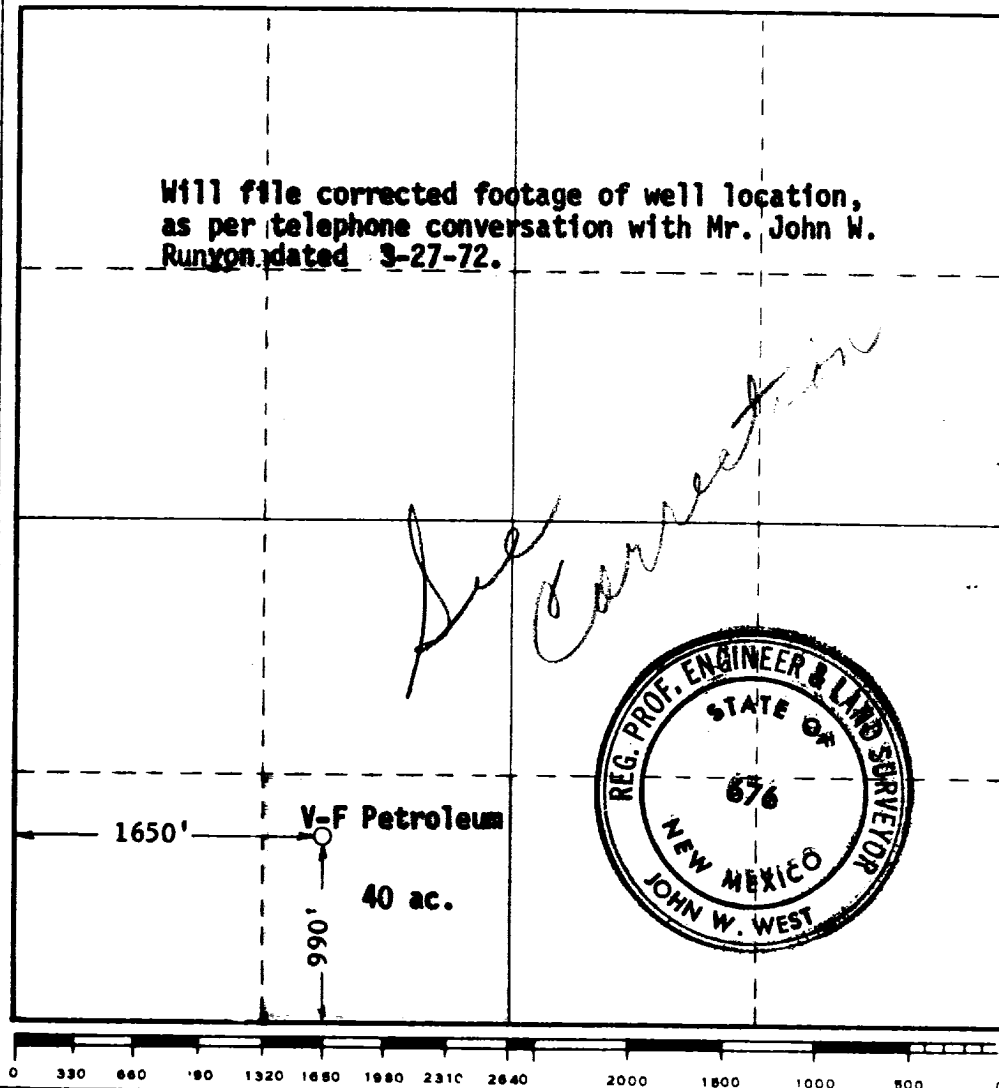 Will file corrected footage of well location,
as per telephone conversation with Mr. John W.
Runyon dated 3-27-72.
See
Correction
REG. PROF. ENGINEER & LAND SURVEYOR
STATE OF
676
NEW MEXICO
JOHN W. WEST
V-F Petroleum
1650'
40 ac.
990'
0 330 660 '90 1320 1650 1980 2310 2640 2000 1500 1000 500